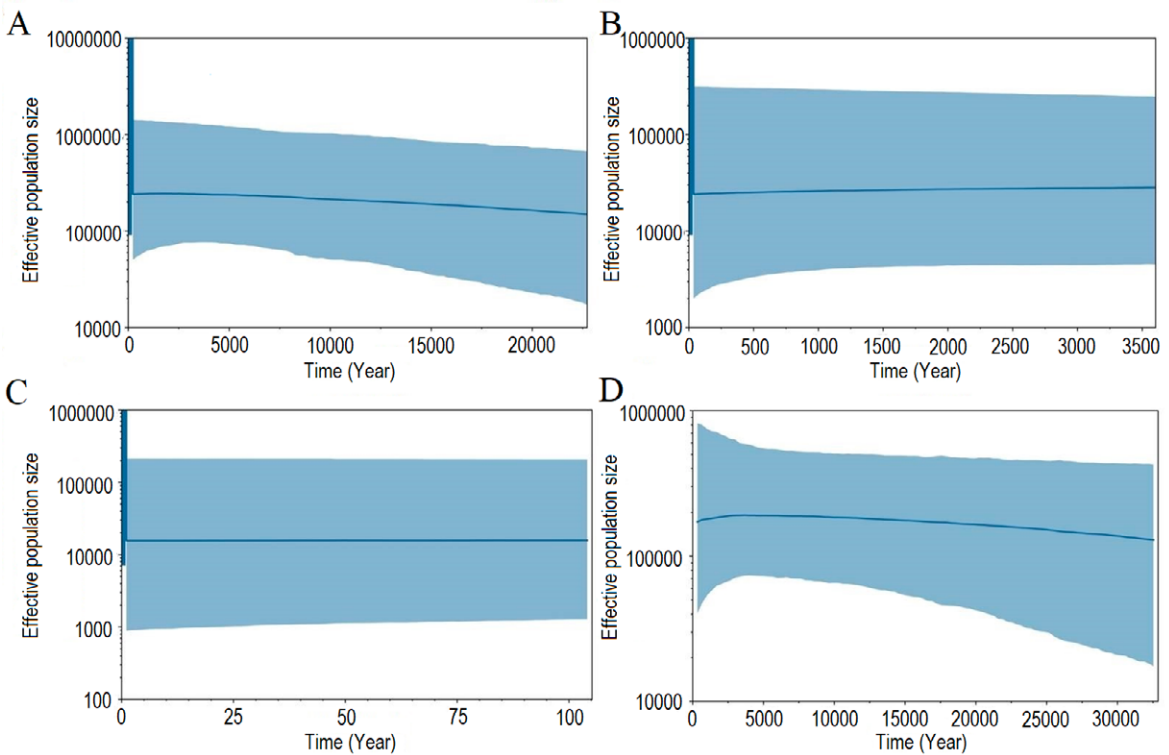 A
Effective population size
10000000
1000000
100000
10000
0 5000 10000 15000 20000
Time (Year)
B
Effective population size
1000000
100000
10000
1000
0 500 1000 1500 2000 2500 3000 3500
Time (Year)
C
Effective population size
1000000
100000
10000
1000
100
0 25 50 75 100
Time (Year)
D
Effective population size
1000000
100000
10000
0 5000 10000 15000 20000 25000 30000
Time (Year)